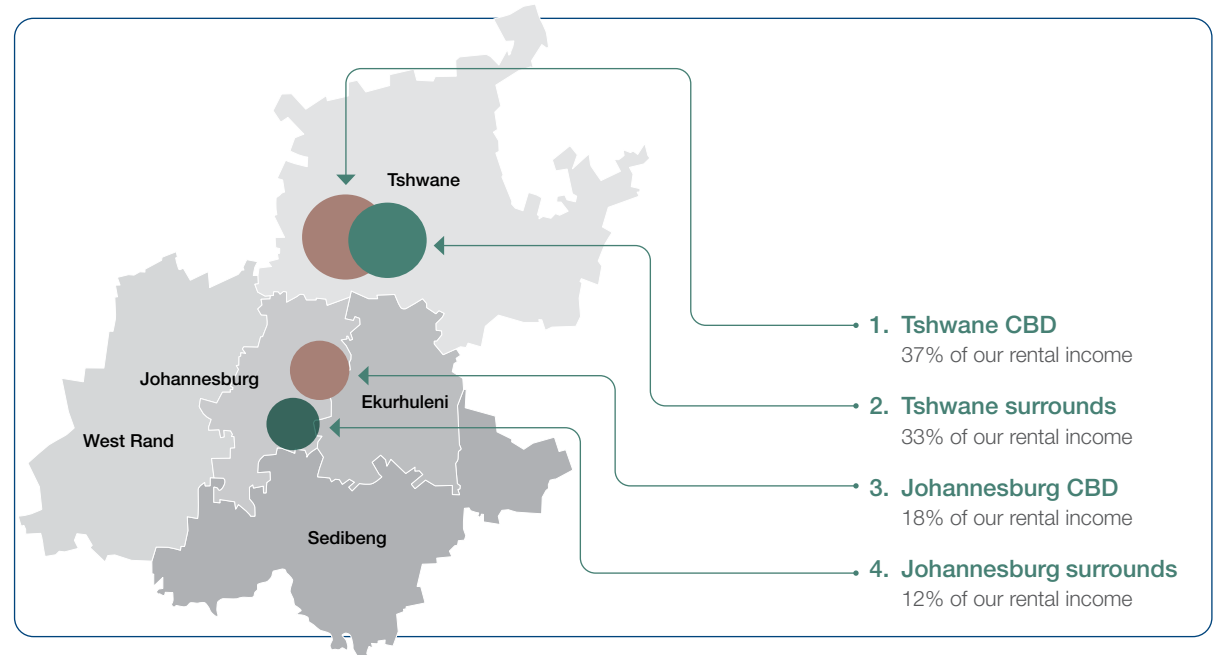 Tshwane
Johannesburg
Ekurhuleni
West Rand
Sedibeng
1. Tshwane CBD
37% of our rental income
2. Tshwane surrounds
33% of our rental income
3. Johannesburg CBD
18% of our rental income
4. Johannesburg surrounds
12% of our rental income